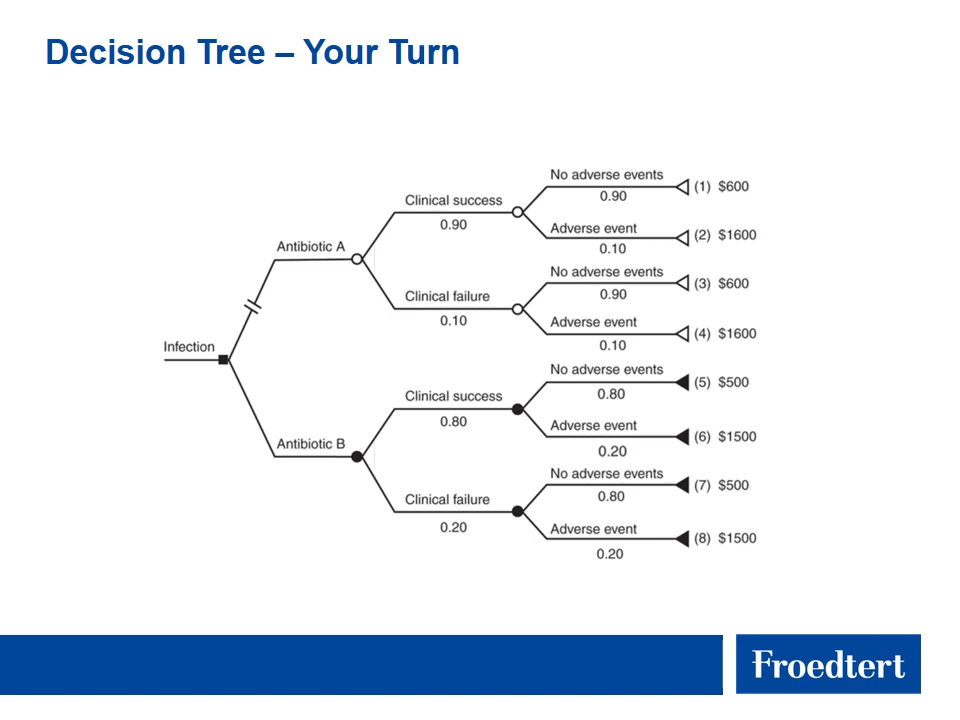 Decision Tree – Your Turn
No adverse events
0.90
(1) $600
Clinical success
0.90
Adverse event
0.10
(2) $1600
Antibiotic A
No adverse events
0.90
(3) $600
Clinical failure
0.10
Adverse event
0.10
(4) $1600
Infection
No adverse events
0.80
(5) $500
Clinical success
0.80
Adverse event
0.20
(6) $1500
Antibiotic B
No adverse events
0.80
(7) $500
Clinical failure
0.20
Adverse event
0.20
(8) $1500
Froedtert